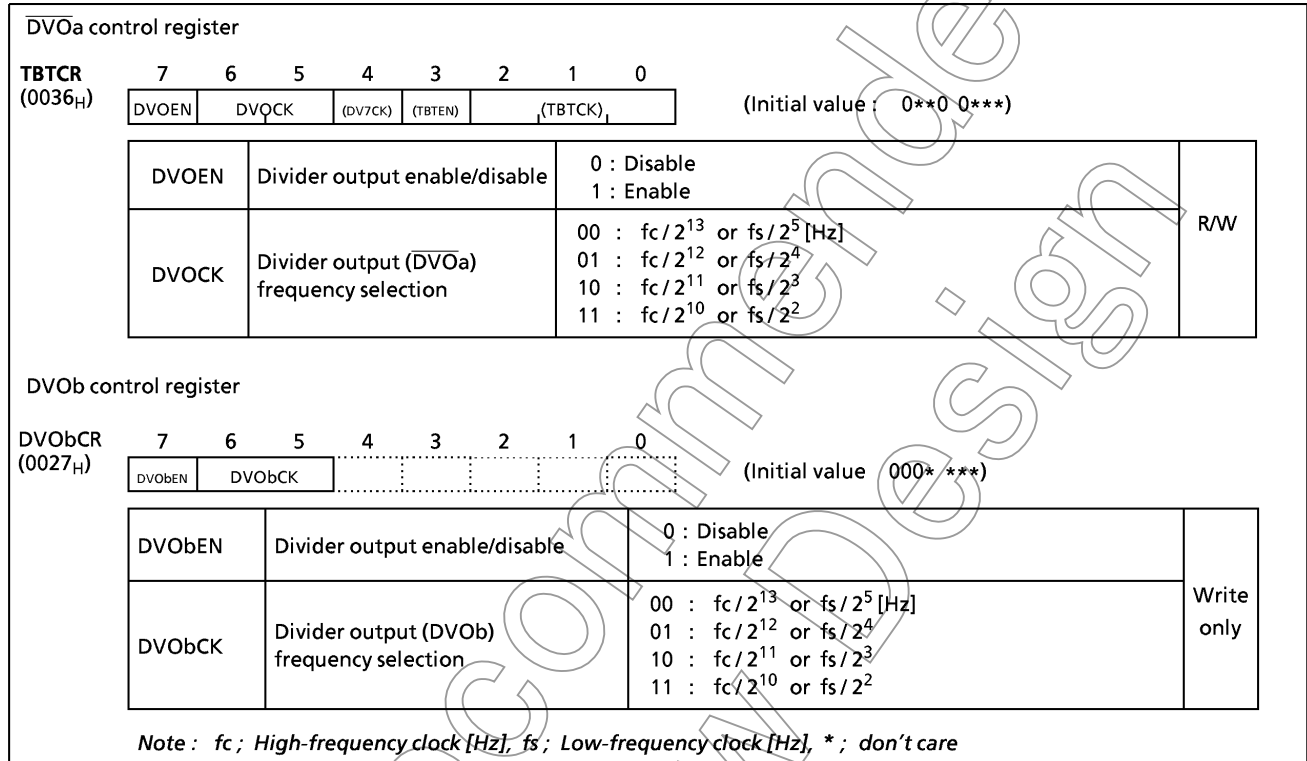 DVOa control register
TBTCR 7 6 5 4 3 2 1 0
(0036H) DVOEN DVOCK (DV7CK) (TBTEN) (TBTCK) (Initial value : 0**0 0***)
DVOEN Divider output enable/disable 0 : Disable
1 : Enable
R/W
DVOCK Divider output (DVOa) frequency selection
00 : fc/2^13 or fs/2^5 [Hz]
01 : fc/2^12 or fs/2^4
10 : fc/2^11 or fs/2^3
11 : fc/2^10 or fs/2^2
DVOb control register
DVObCR 7 6 5 4 3 2 1 0
(0027H) DVObEN DVObCK (Initial value 000* ***)
DVObEN Divider output enable/disable 0 : Disable
1 : Enable
Write only
DVObCK Divider output (DVOb) frequency selection
00 : fc/2^13 or fs/2^5 [Hz]
01 : fc/2^12 or fs/2^4
10 : fc/2^11 or fs/2^3
11 : fc/2^10 or fs/2^2
Note : fc ; High-frequency clock [Hz], fs ; Low-frequency clock [Hz], * ; don't care
commende
Design